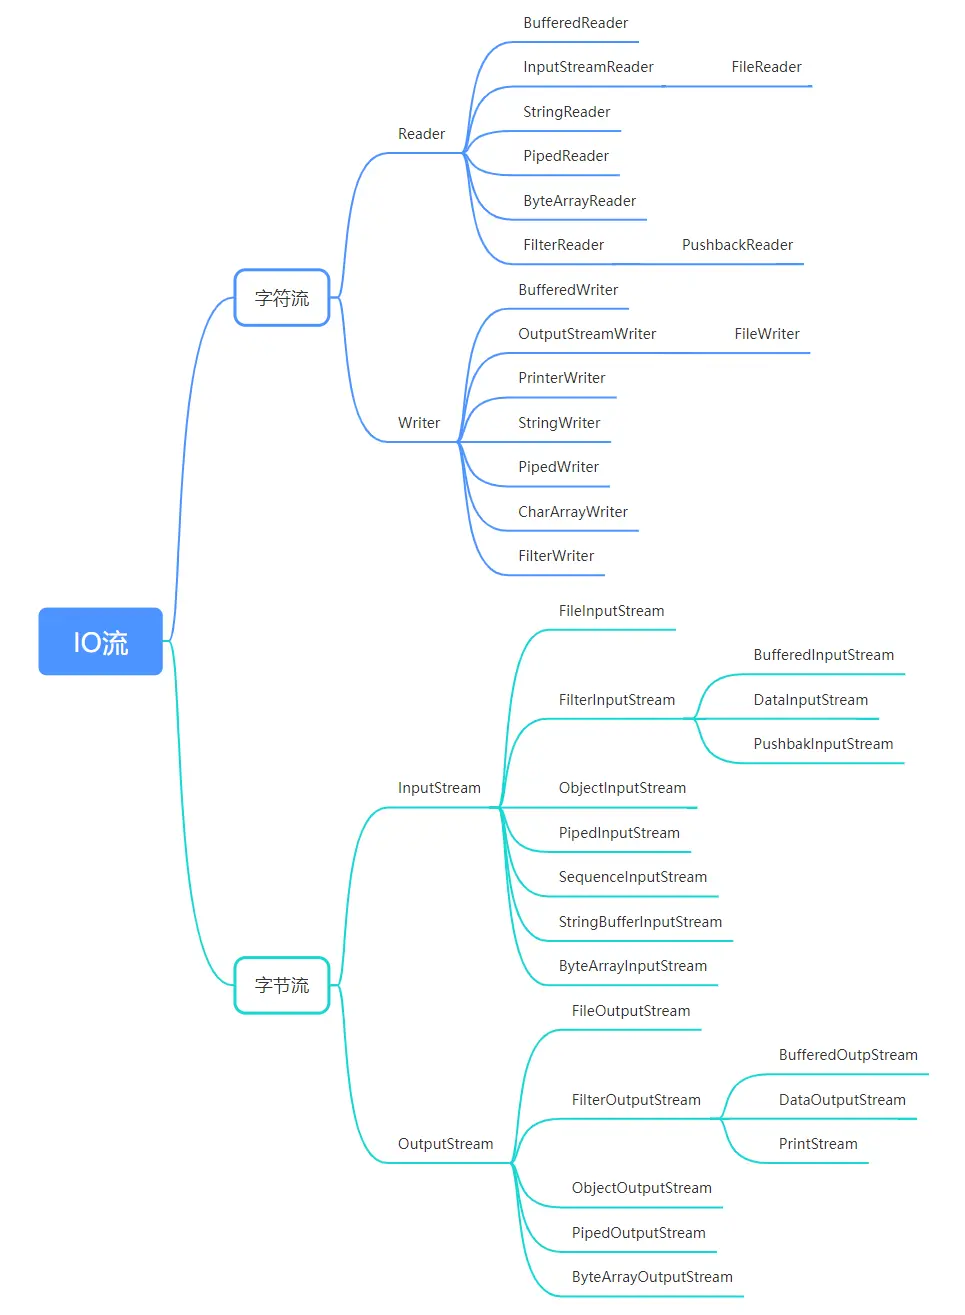 IO流
字符流
Reader
BufferedReader
InputStreamReader
FileReader
StringReader
PipedReader
ByteArrayReader
FilterReader
PushbackReader
Writer
BufferedWriter
OutputStreamWriter
FileWriter
PrinterWriter
StringWriter
PipedWriter
CharArrayWriter
FilterWriter
字节流
InputStream
FileInputStream
FilterInputStream
BufferedInputStream
DataInputStream
PushbakInputStream
ObjectInputStream
PipedInputStream
SequenceInputStream
StringBufferInputStream
ByteArrayInputStream
OutputStream
FileOutputStream
FilterOutputStream
BufferedOutpStream
DataOutputStream
PrintStream
ObjectOutputStream
PipedOutputStream
ByteArrayOutputStream